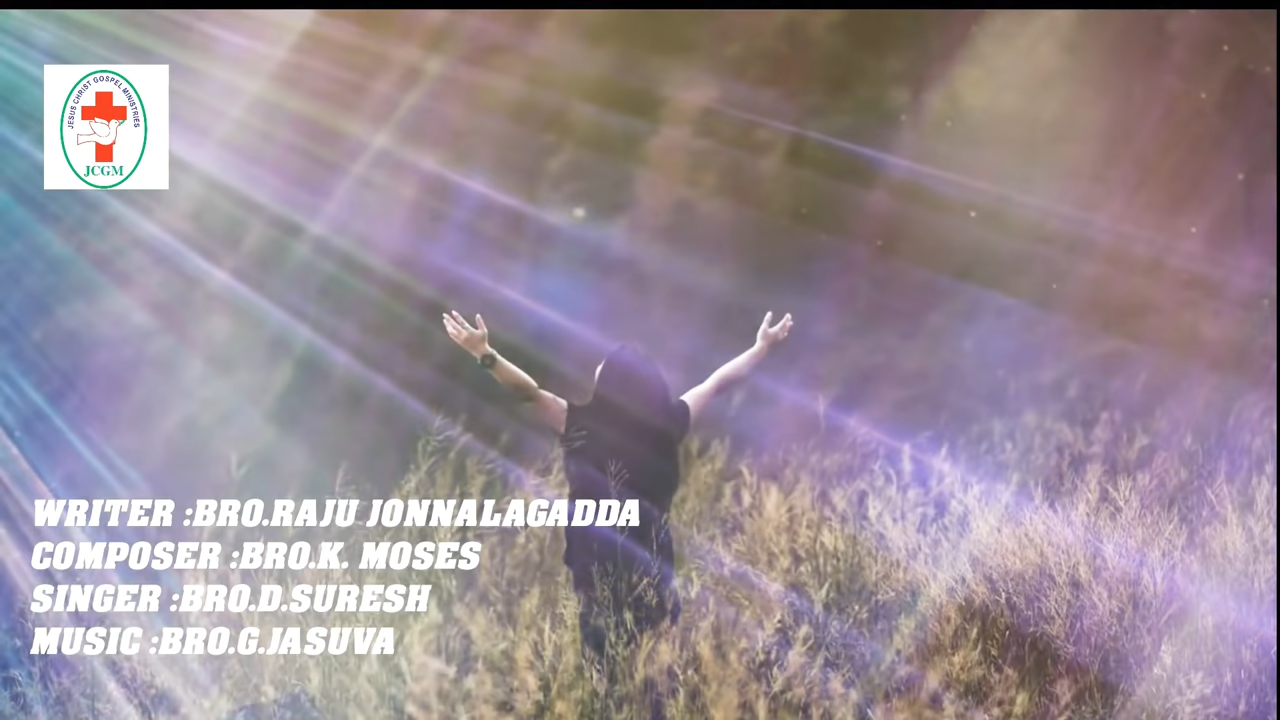 JESUS CHRIST GOSPEL MINISTRIES
JCGM
WRITER :BRO.RAJU JONNALAGADDA
COMPOSER :BRO.K. MOSES
SINGER :BRO.D.SURESH
MUSIC :BRO.G.JASUVA